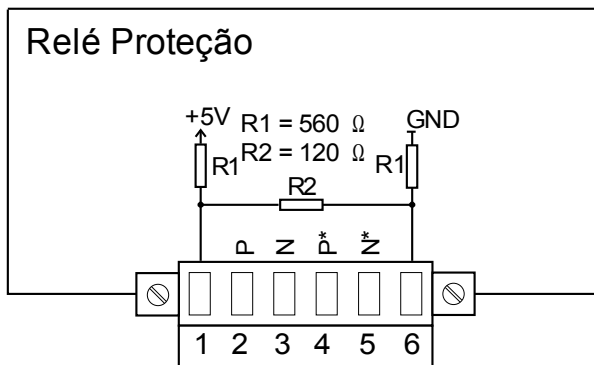 Relé Proteção
+5V R1 = 560 Ω GND
R2 = 120 Ω
R1 R2 R1
P N P* N*
1 2 3 4 5 6